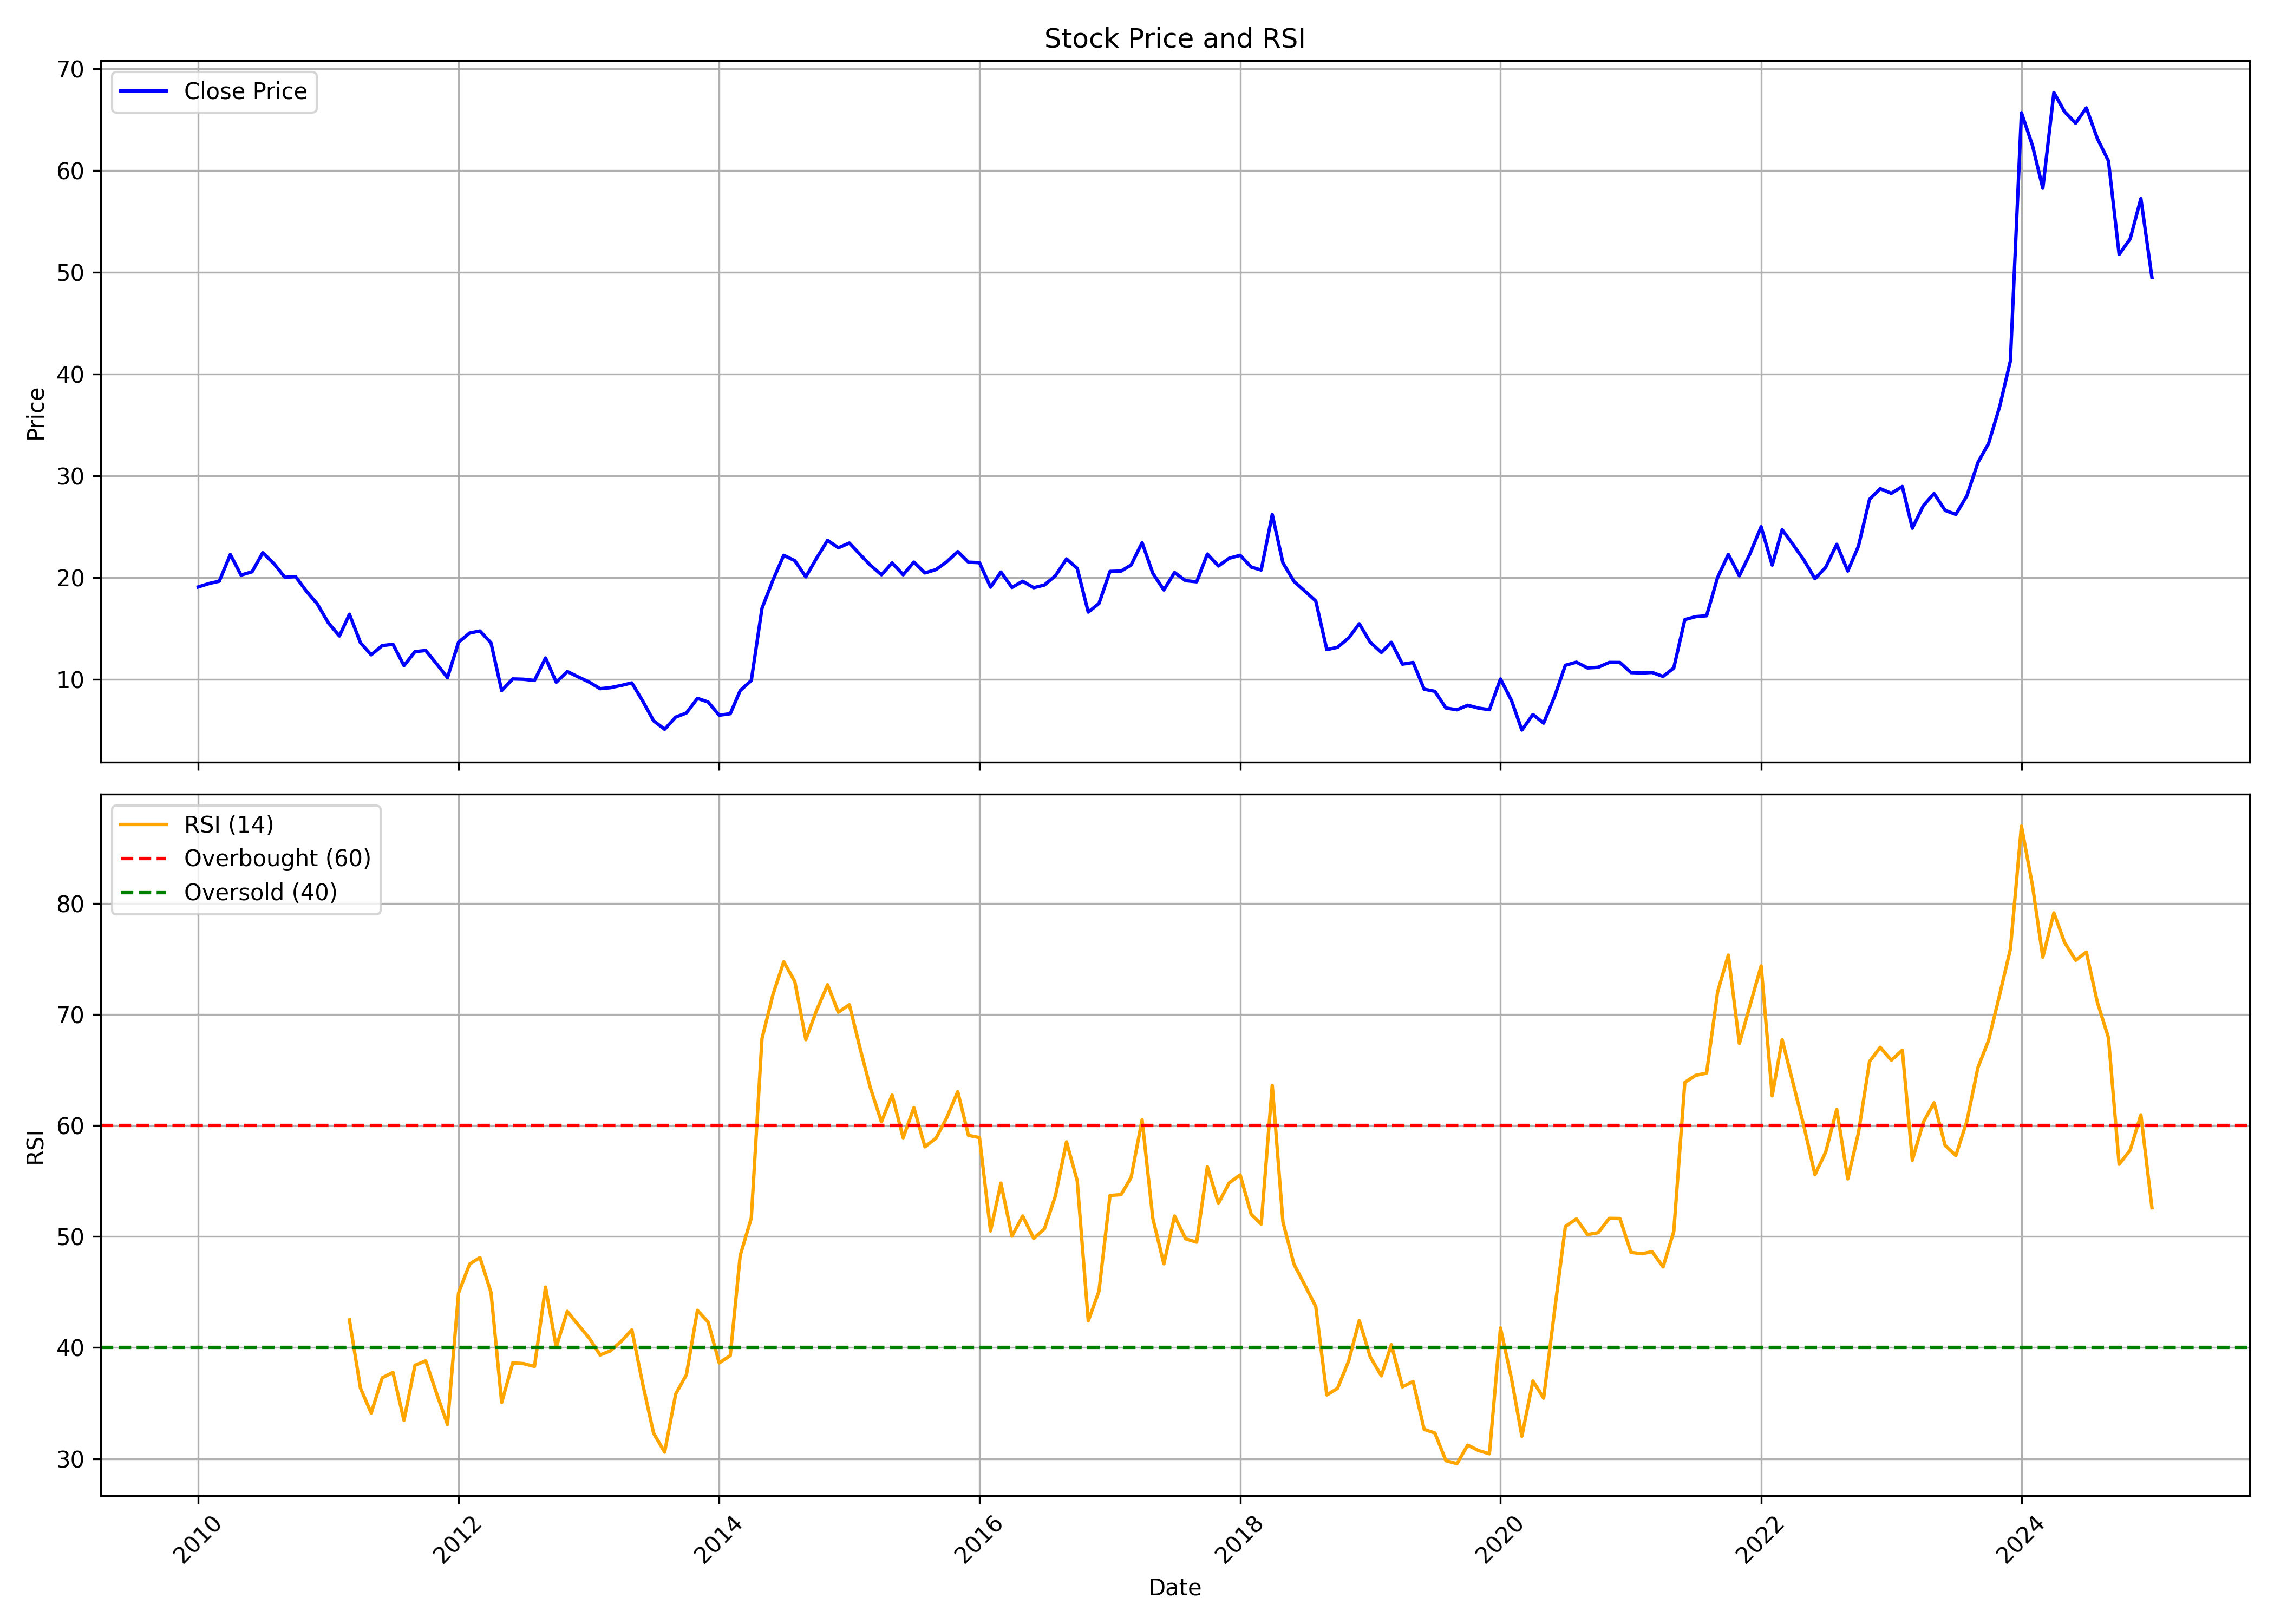 Stock Price and RSI
Close Price
70
60
50
40
30
20
10
Price
RSI (14)
Overbought (60)
Oversold (40)
80
70
60
50
40
30
RSI
2010 2012 2014 2016 2018 2020 2022 2024
Date